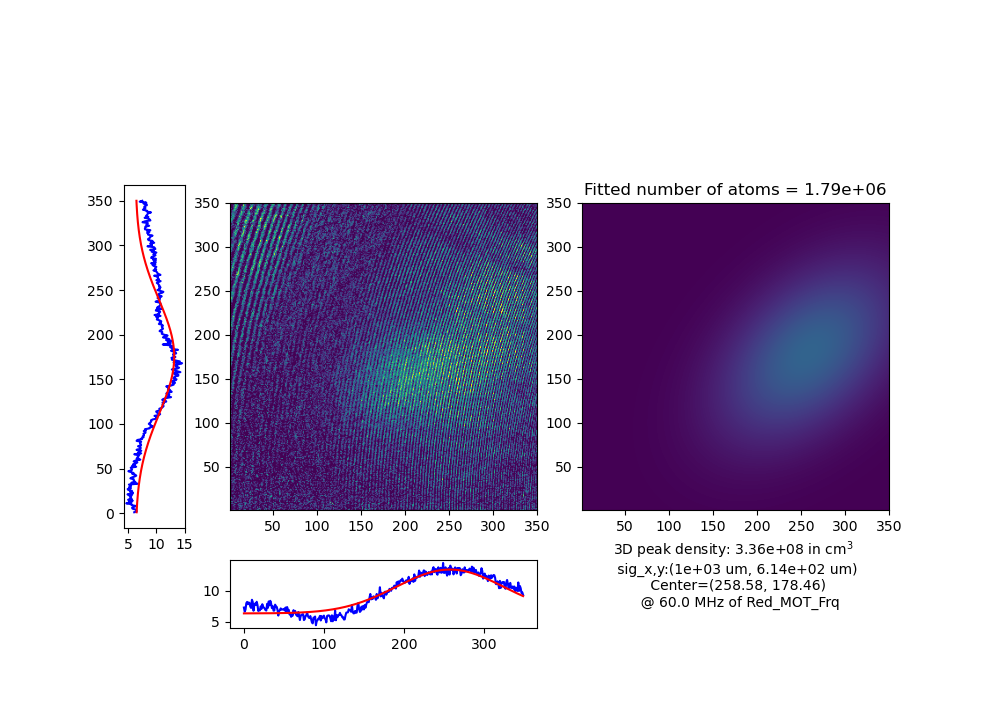 Fitted number of atoms = 1.79e+06
350
300
250
200
150
100
50
0
5 10 15
350
300
250
200
150
100
50
50 100 150 200 250 300 350
350
300
250
200
150
100
50
50 100 150 200 250 300 350
3D peak density: 3.36e+08 in cm³
sig_x,y:(1e+03 um, 6.14e+02 um)
Center=(258.58, 178.46)
@ 60.0 MHz of Red_MOT_Frq
10
5
0 100 200 300